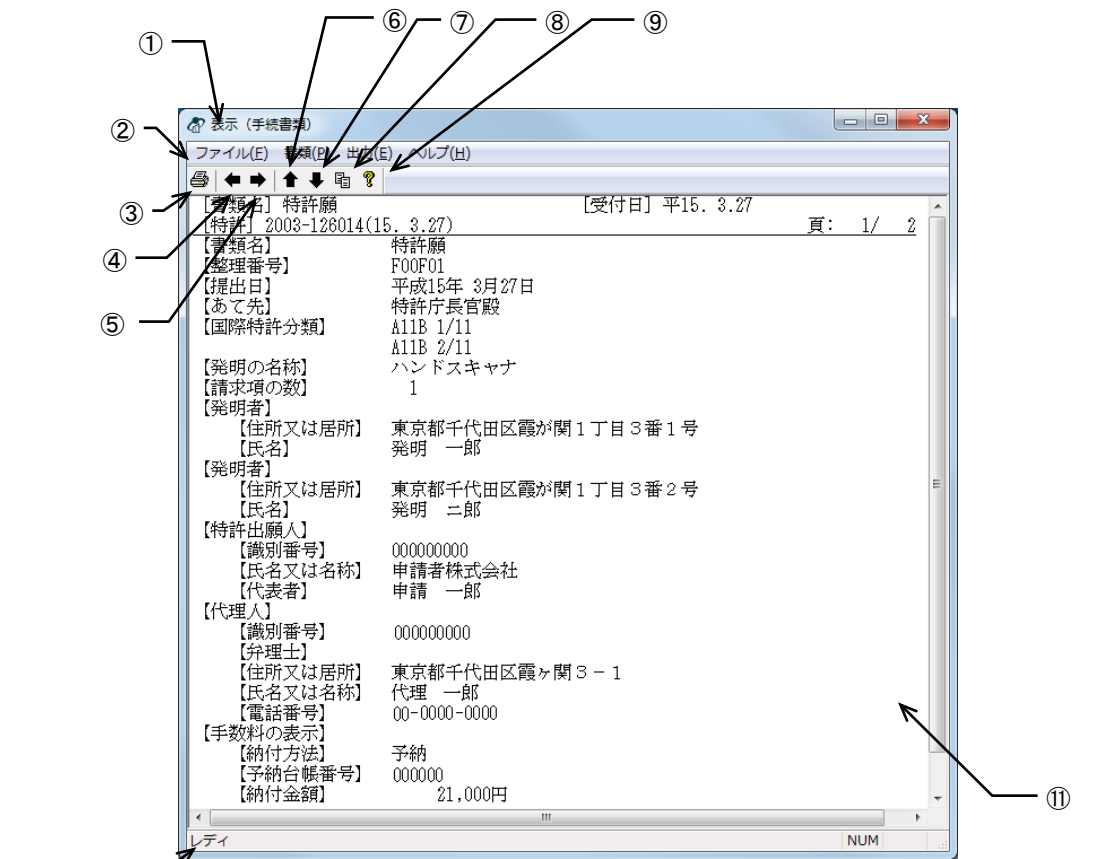 ⑥ ⑦ ⑧ ⑨
①
②
表示（手続書類）
ファイル(F) 書類(P) 出力(E) ヘルプ(H)
③
[書類名] 特許願 [受付日] 平15. 3.27
[特許] 2003-126014(15. 3.27) 頁: 1/ 2
④
【書類名】 特許願
【整理番号】 F00F01
【提出日】 平成15年 3月27日
【あて先】 特許庁長官殿
⑤
【国際特許分類】 A11B 1/11
A11B 2/11
【発明の名称】 ハンドスキャナ
【請求項の数】 1
【発明者】
【住所又は居所】 東京都千代田区霞が関１丁目３番１号
【氏名】 発明　一郎
【発明者】
【住所又は居所】 東京都千代田区霞が関１丁目３番２号
【氏名】 発明　二郎
【特許出願人】
【識別番号】 000000000
【氏名又は名称】 申請者株式会社
【代表者】 申請　一郎
【代理人】
【識別番号】 000000000
【弁理士】
【住所又は居所】 東京都千代田区霞ヶ関３－１
【氏名又は名称】 代理　一郎
【電話番号】 00-0000-0000
【手数料の表示】
【納付方法】 予納
【予納台帳番号】 000000
【納付金額】 21,000円
⑪
レディ NUM